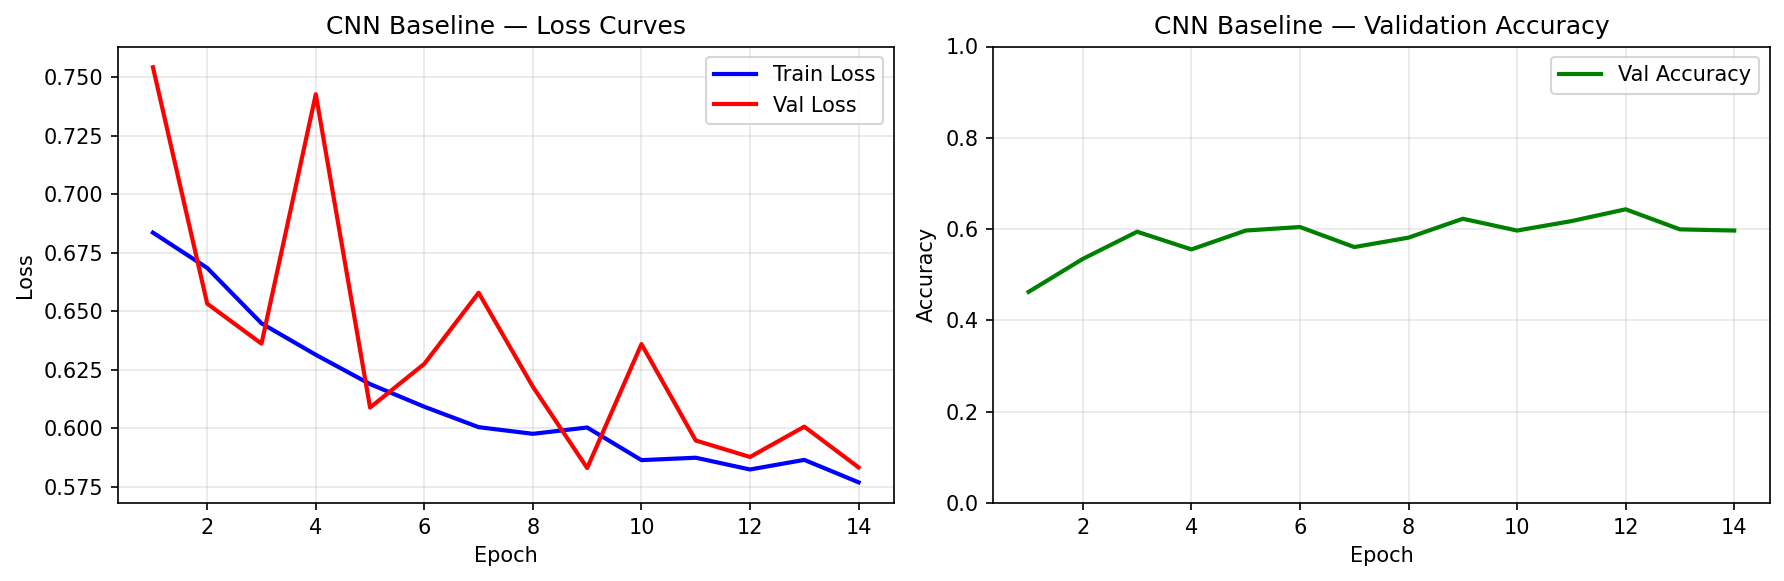 CNN Baseline — Loss Curves
Train Loss
Val Loss
0.750
0.725
0.700
0.675
0.650
0.625
0.600
0.575
Loss
2 4 6 8 10 12 14
Epoch
CNN Baseline — Validation Accuracy
Val Accuracy
1.0
0.8
0.6
0.4
0.2
0.0
Accuracy
2 4 6 8 10 12 14
Epoch